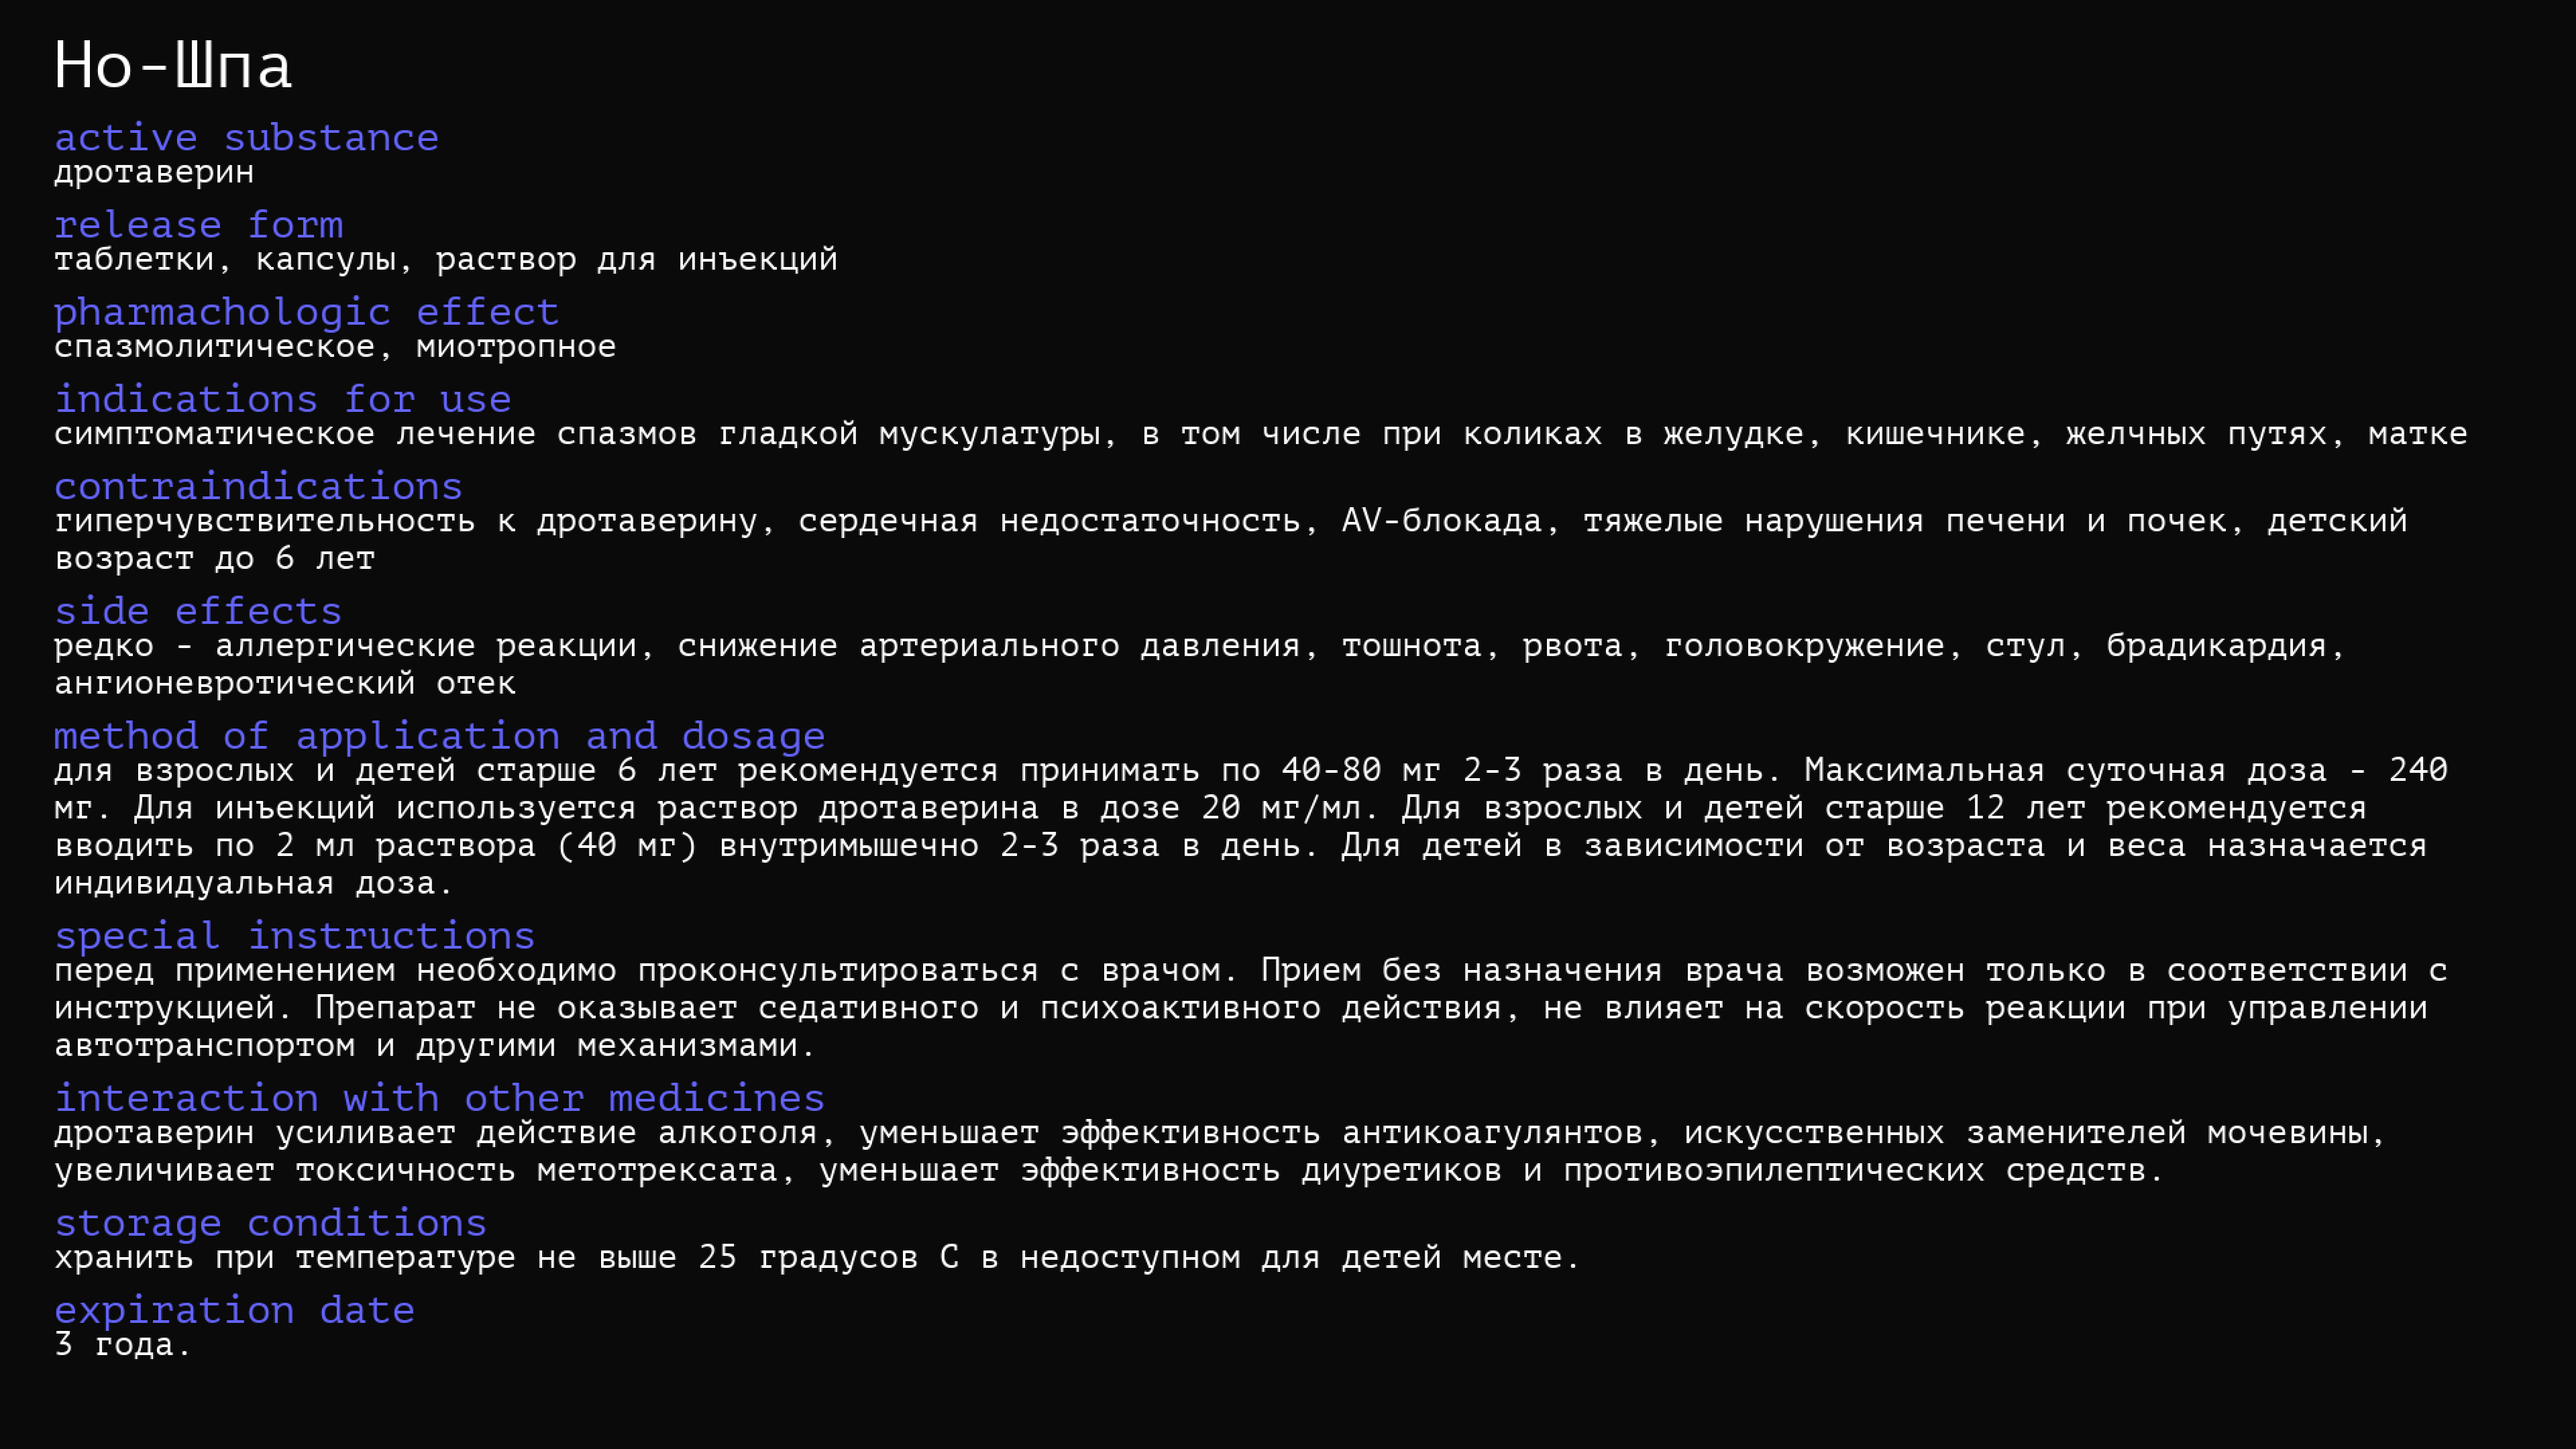 Но-Шпа
active substance
дротаверин
release form
таблетки, капсулы, раствор для инъекций
pharmachologic effect
спазмолитическое, миотропное
indications for use
симптоматическое лечение спазмов гладкой мускулатуры, в том числе при коликах в желудке, кишечнике, желчных путях, матке
contraindications
гиперчувствительность к дротаверину, сердечная недостаточность, AV-блокада, тяжелые нарушения печени и почек, детский
возраст до 6 лет
side effects
редко - аллергические реакции, снижение артериального давления, тошнота, рвота, головокружение, стул, брадикардия,
ангионевротический отек
method of application and dosage
для взрослых и детей старше 6 лет рекомендуется принимать по 40-80 мг 2-3 раза в день. Максимальная суточная доза - 240
мг. Для инъекций используется раствор дротаверина в дозе 20 мг/мл. Для взрослых и детей старше 12 лет рекомендуется
вводить по 2 мл раствора (40 мг) внутримышечно 2-3 раза в день. Для детей в зависимости от возраста и веса назначается
индивидуальная доза.
special instructions
перед применением необходимо проконсультироваться с врачом. Прием без назначения врача возможен только в соответствии с
инструкцией. Препарат не оказывает седативного и психоактивного действия, не влияет на скорость реакции при управлении
автотранспортом и другими механизмами.
interaction with other medicines
дротаверин усиливает действие алкоголя, уменьшает эффективность антикоагулянтов, искусственных заменителей мочевины,
увеличивает токсичность метотрексата, уменьшает эффективность диуретиков и противоэпилептических средств.
storage conditions
хранить при температуре не выше 25 градусов С в недоступном для детей месте.
expiration date
3 года.